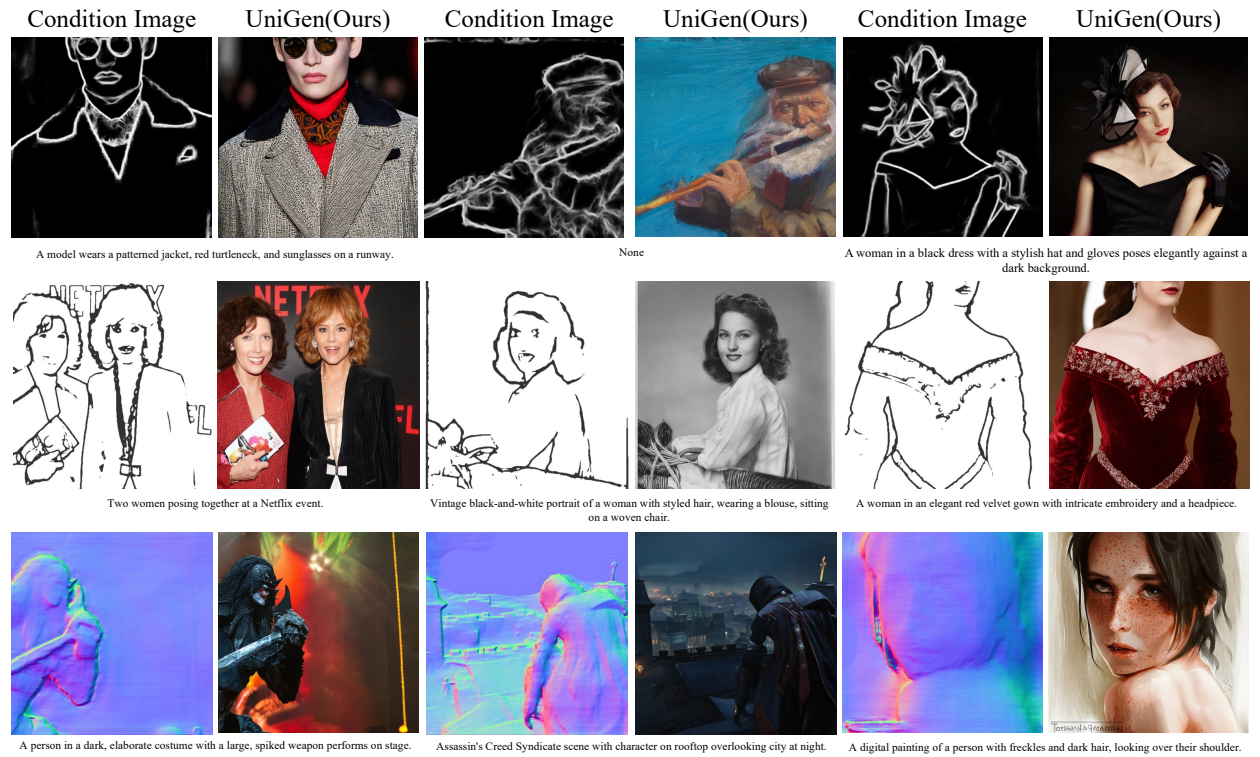 Condition Image UniGen(Ours) Condition Image UniGen(Ours) Condition Image UniGen(Ours)
A model wears a patterned jacket, red turtleneck, and sunglasses on a runway.
None
A woman in a black dress with a stylish hat and gloves poses elegantly against a
dark background.
NETFLIX
NETFLIX
FL
FL
Two women posing together at a Netflix event.
Vintage black-and-white portrait of a woman with styled hair, wearing a blouse, sitting
on a woven chair.
A woman in an elegant red velvet gown with intricate embroidery and a headpiece.
A person in a dark, elaborate costume with a large, spiked weapon performs on stage.
Assassin's Creed Syndicate scene with character on rooftop overlooking city at night.
A digital painting of a person with freckles and dark hair, looking over their shoulder.